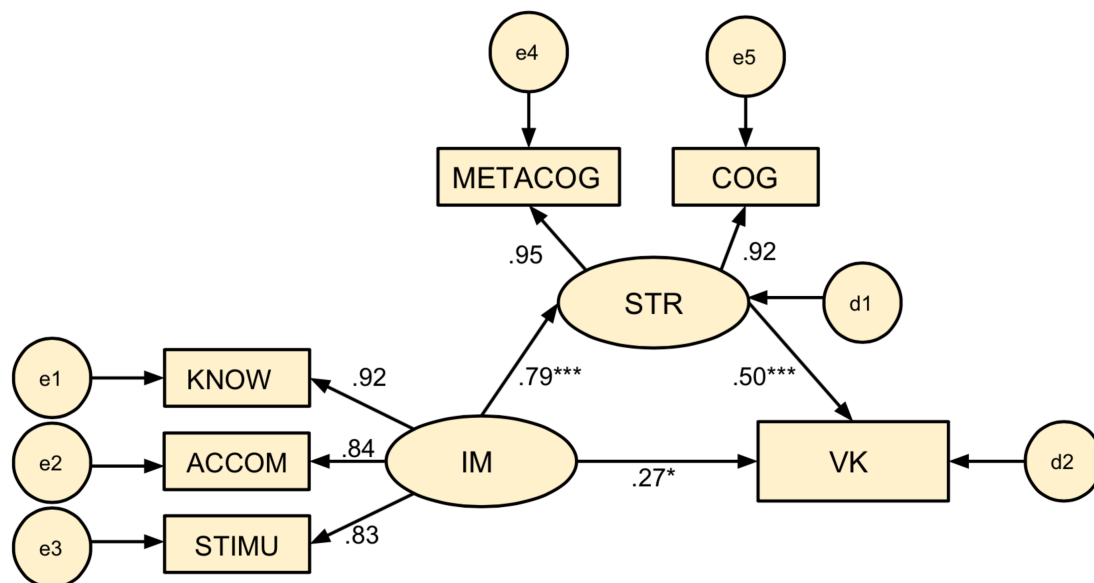 e4
e5
METACOG
COG
.95
.92
STR
d1
e1
KNOW
.92
.79***
.50***
e2
ACCOM
.84
IM
.27*
VK
d2
e3
STIMU
.83